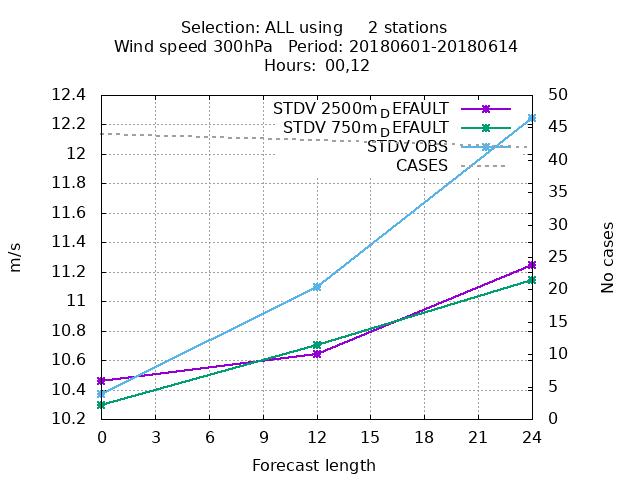 Selection: ALL using     2 stations
Wind speed 300hPa   Period: 20180601-20180614
Hours: 00,12
STDV 2500m_DEFAULT
STDV 750m_DEFAULT
STDV OBS
CASES
12.4
12.2
12
11.8
11.6
11.4
11.2
11
10.8
10.6
10.4
10.2
m/s
50
45
40
35
30
25
20
15
10
5
0
No cases
0 3 6 9 12 15 18 21 24
Forecast length